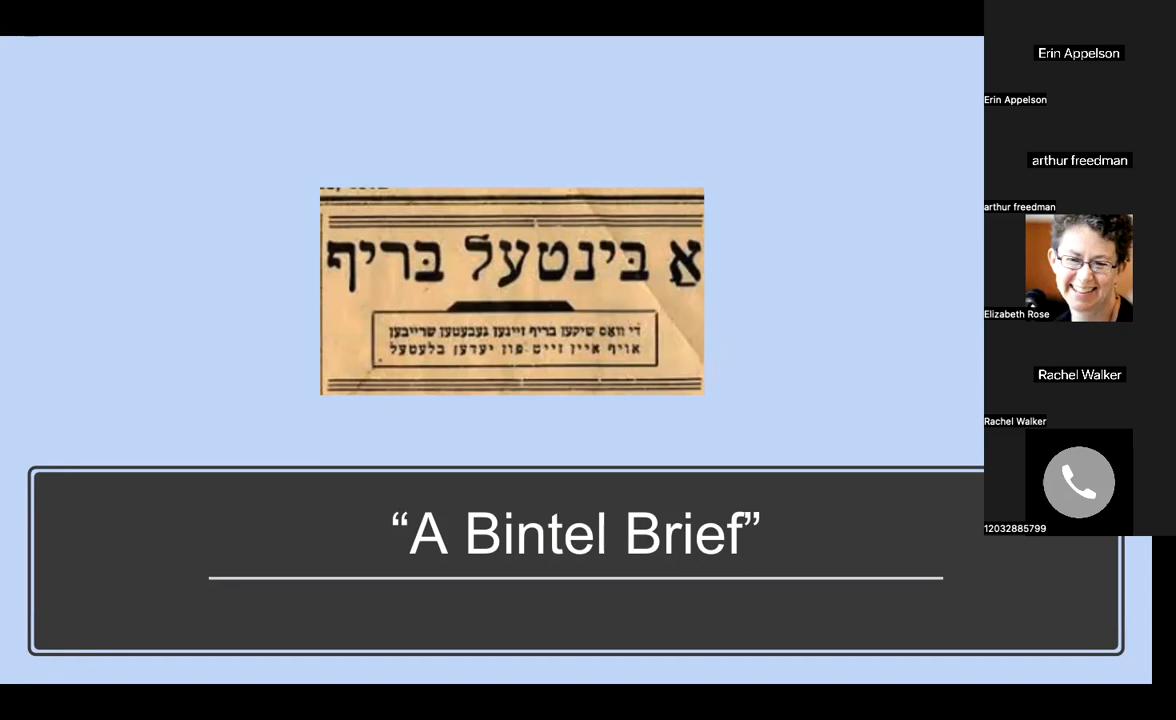 א בינטעל בריף
די וואס שיקען בריף זיינען געבעטען שרייבען
אויף איין זייט פון יעדען בלעטעל
“A Bintel Brief”
Erin Appelson
Erin Appelson
arthur freedman
arthur freedman
Elizabeth Rose
Rachel Walker
Rachel Walker
12032885799